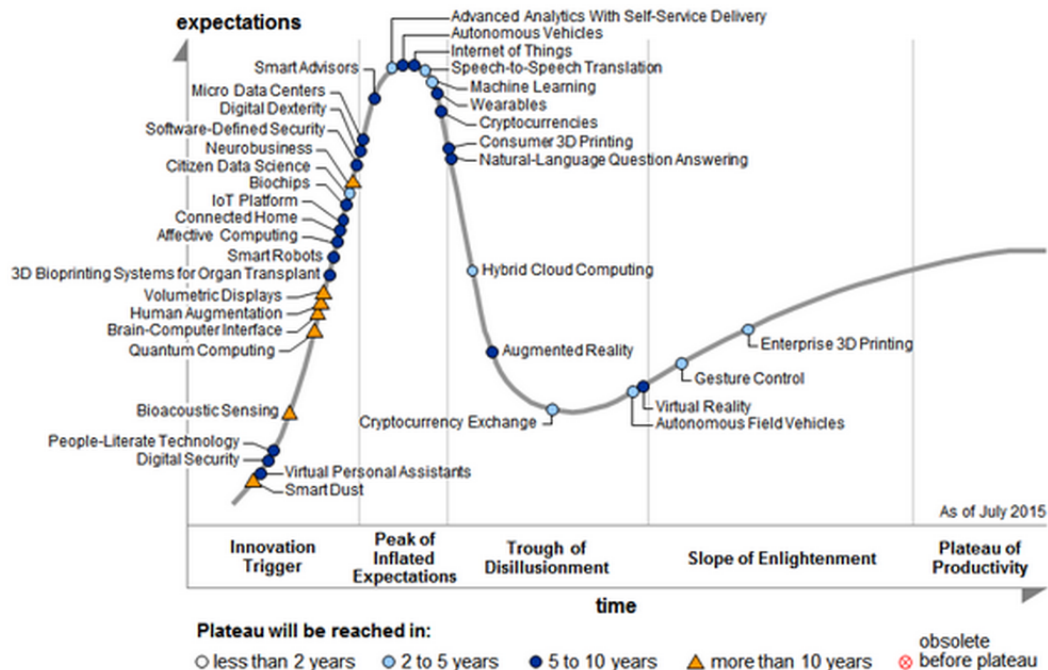 expectations
Advanced Analytics With Self-Service Delivery
Autonomous Vehicles
Internet of Things
Speech-to-Speech Translation
Machine Learning
Wearables
Cryptocurrencies
Consumer 3D Printing
Natural-Language Question Answering
Smart Advisors
Micro Data Centers
Digital Dexterity
Software-Defined Security
Neurobusiness
Citizen Data Science
Biochips
IoT Platform
Connected Home
Affective Computing
Smart Robots
3D Bioprinting Systems for Organ Transplant
Volumetric Displays
Human Augmentation
Brain-Computer Interface
Quantum Computing
Bioacoustic Sensing
People-Literate Technology
Digital Security
Virtual Personal Assistants
Smart Dust
Hybrid Cloud Computing
Augmented Reality
Cryptocurrency Exchange
Enterprise 3D Printing
Gesture Control
Virtual Reality
Autonomous Field Vehicles
As of July 2015
Innovation
Trigger
Peak of
Inflated
Expectations
Trough of
Disillusionment
Slope of Enlightenment
Plateau of
Productivity
time
Plateau will be reached in:
less than 2 years
2 to 5 years
5 to 10 years
more than 10 years
obsolete
before plateau